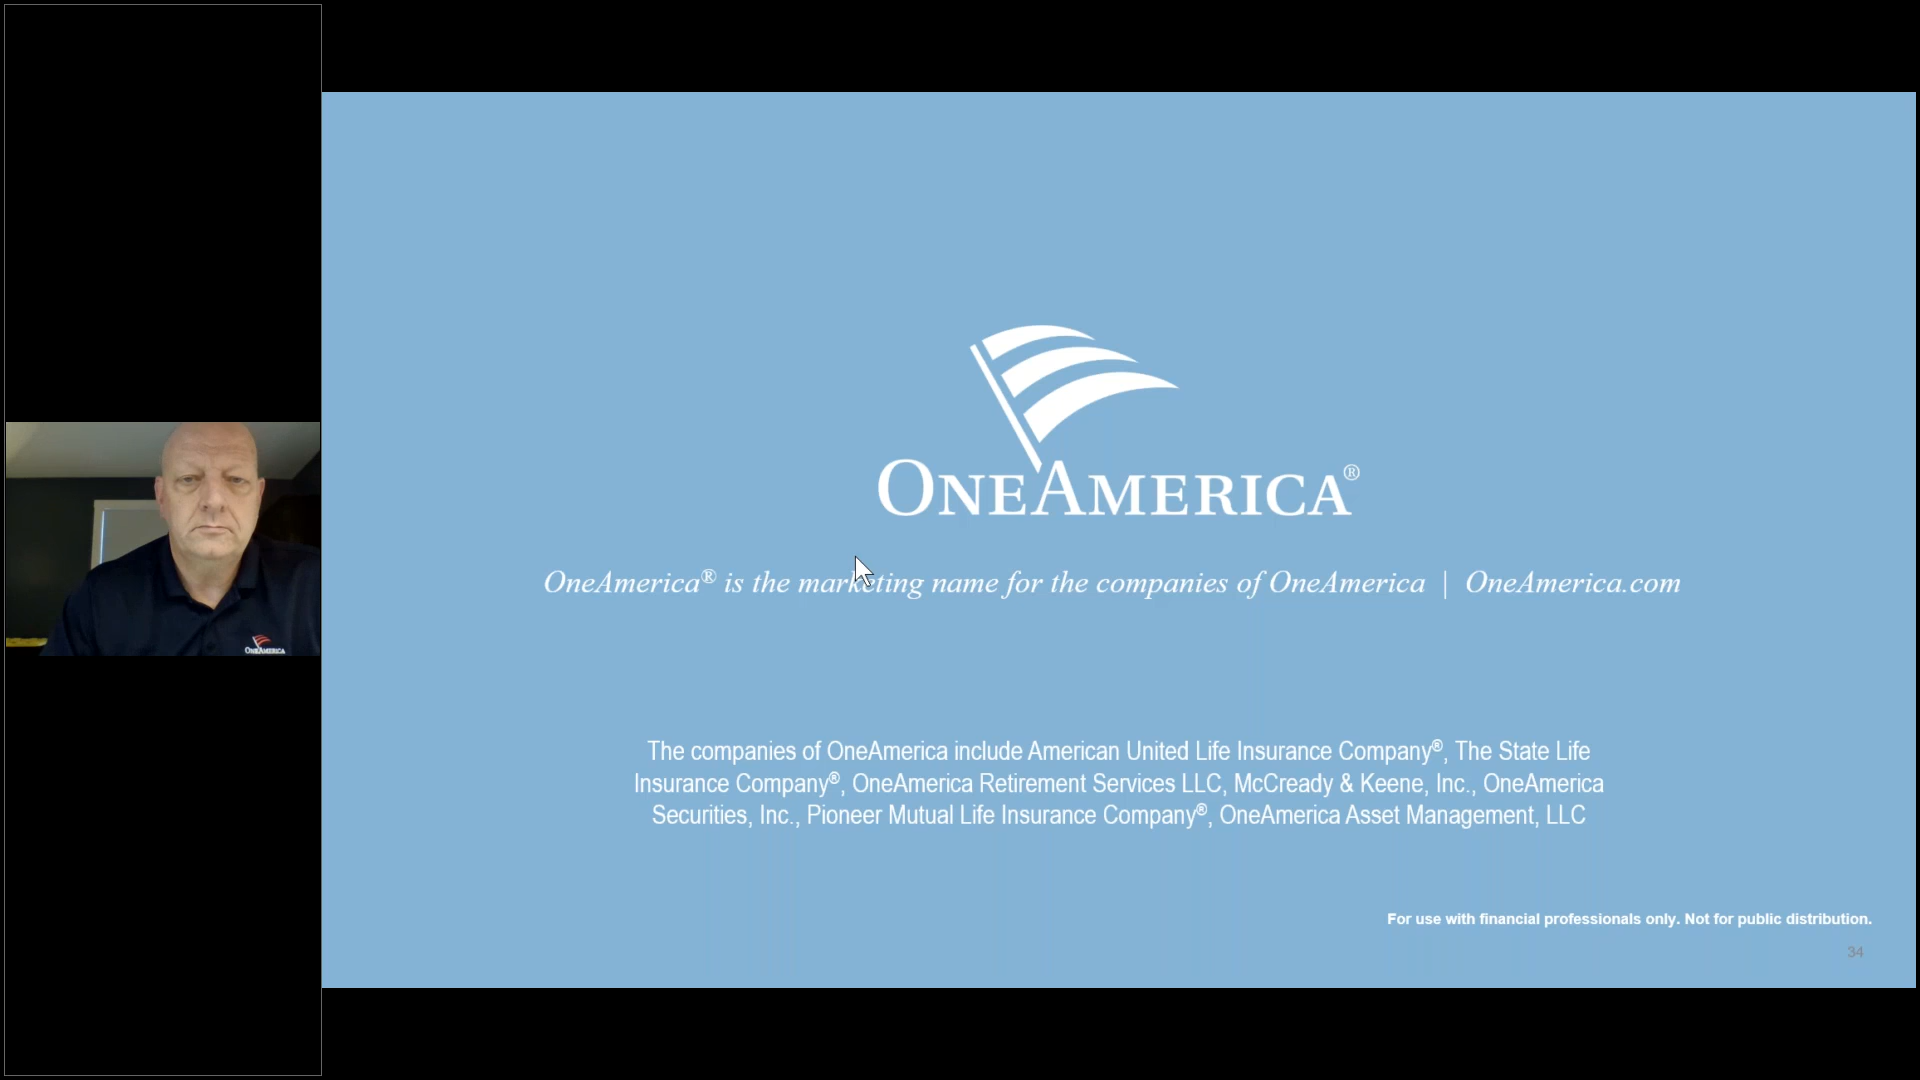 ONEAMERICA®
OneAmerica® is the marketing name for the companies of OneAmerica | OneAmerica.com
ONEAMERICA
The companies of OneAmerica include American United Life Insurance Company®, The State Life
Insurance Company®, OneAmerica Retirement Services LLC, McCready & Keene, Inc., OneAmerica
Securities, Inc., Pioneer Mutual Life Insurance Company®, OneAmerica Asset Management, LLC
For use with financial professionals only. Not for public distribution.
34